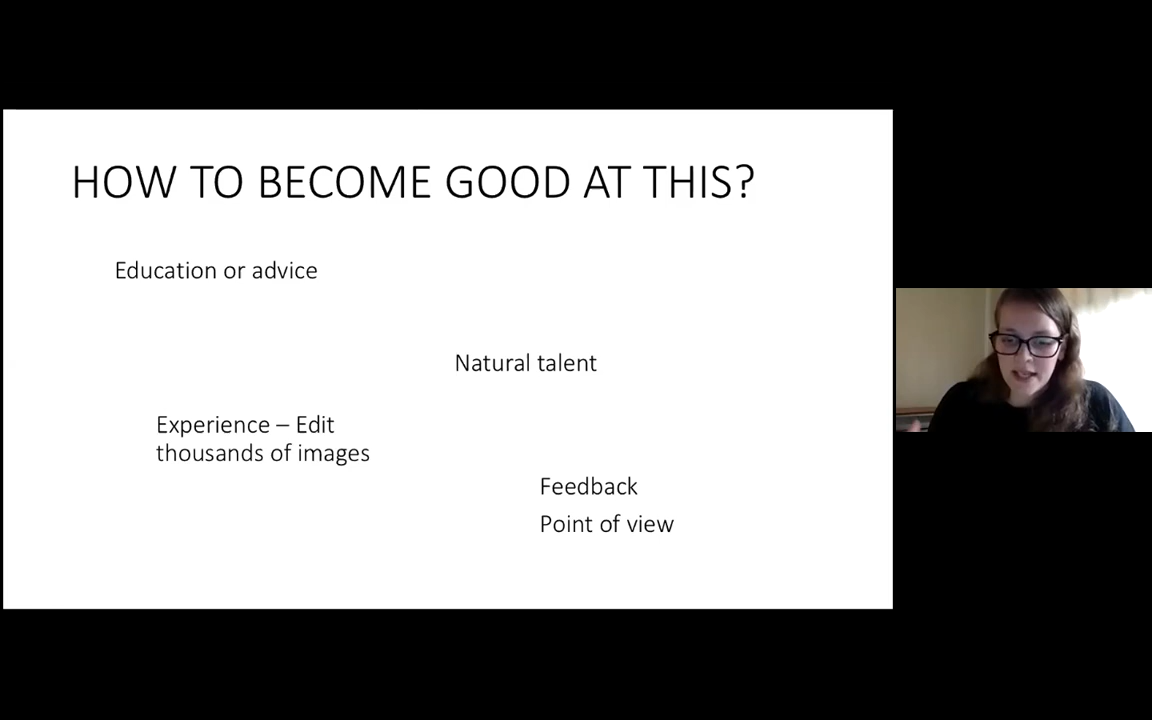 HOW TO BECOME GOOD AT THIS?
Education or advice
Natural talent
Experience – Edit
thousands of images
Feedback
Point of view